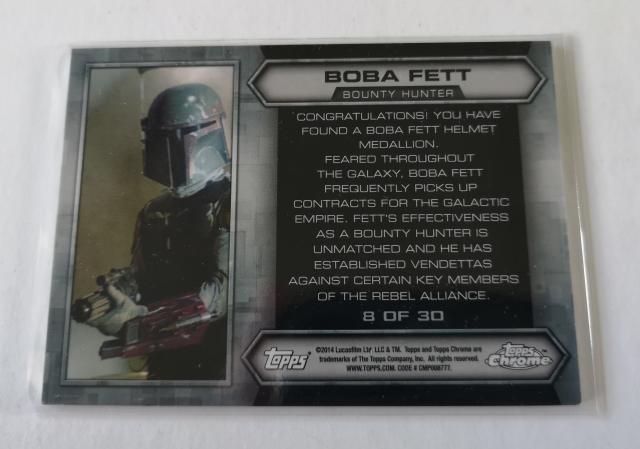 BOBA FETT
BOUNTY HUNTER
CONGRATULATIONS! YOU HAVE
FOUND A BOBA FETT HELMET
MEDALLION.
FEARED THROUGHOUT
THE GALAXY, BOBA FETT
FREQUENTLY PICKS UP
CONTRACTS FOR THE GALACTIC
EMPIRE. FETT'S EFFECTIVENESS
AS A BOUNTY HUNTER IS
UNMATCHED AND HE HAS
ESTABLISHED VENDETTAS
AGAINST CERTAIN KEY MEMBERS
OF THE REBEL ALLIANCE.
8 OF 30
Topps
©2014 Lucasfilm Ltd. LLC & TM. Topps and Topps Chrome are
trademarks of The Topps Company, Inc. All rights reserved.
WWW.TOPPS.COM. CODE # CMP008777.
Topps
Chrome